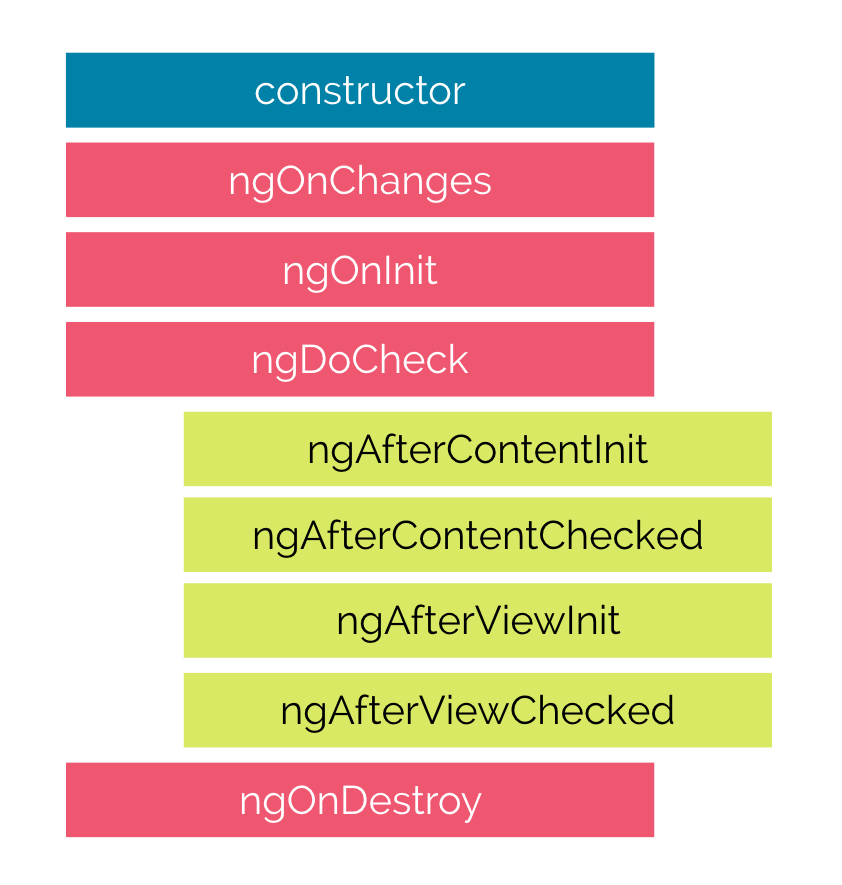 constructor
ngOnChanges
ngOnInit
ngDoCheck
ngAfterContentInit
ngAfterContentChecked
ngAfterViewInit
ngAfterViewChecked
ngOnDestroy